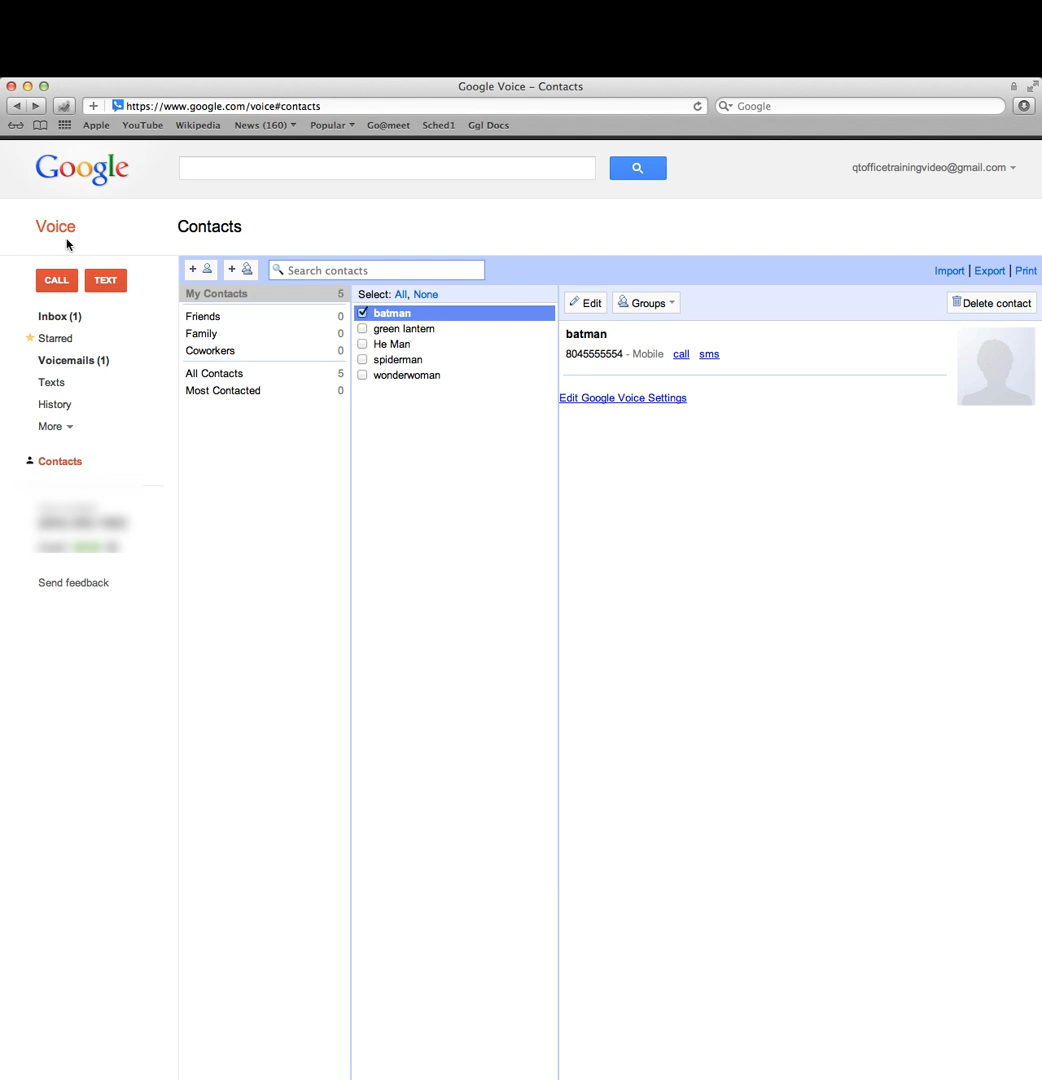 Google Voice – Contacts
https://www.google.com/voice#contacts
Google
Apple YouTube Wikipedia News (160) Popular Go@meet Sched1 Ggl Docs
Google
qtofficetrainingvideo@gmail.com
Voice
Contacts
CALL TEXT
Search contacts
Import | Export | Print
My Contacts 5
Select: All, None
Edit
Groups
Delete contact
Inbox (1)
Starred
Voicemails (1)
Texts
History
More
Contacts
Send feedback
Friends 0
Family 0
Coworkers 0
All Contacts 5
Most Contacted 0
batman
green lantern
He Man
spiderman
wonderwoman
batman
8045555554 - Mobile call sms
Edit Google Voice Settings